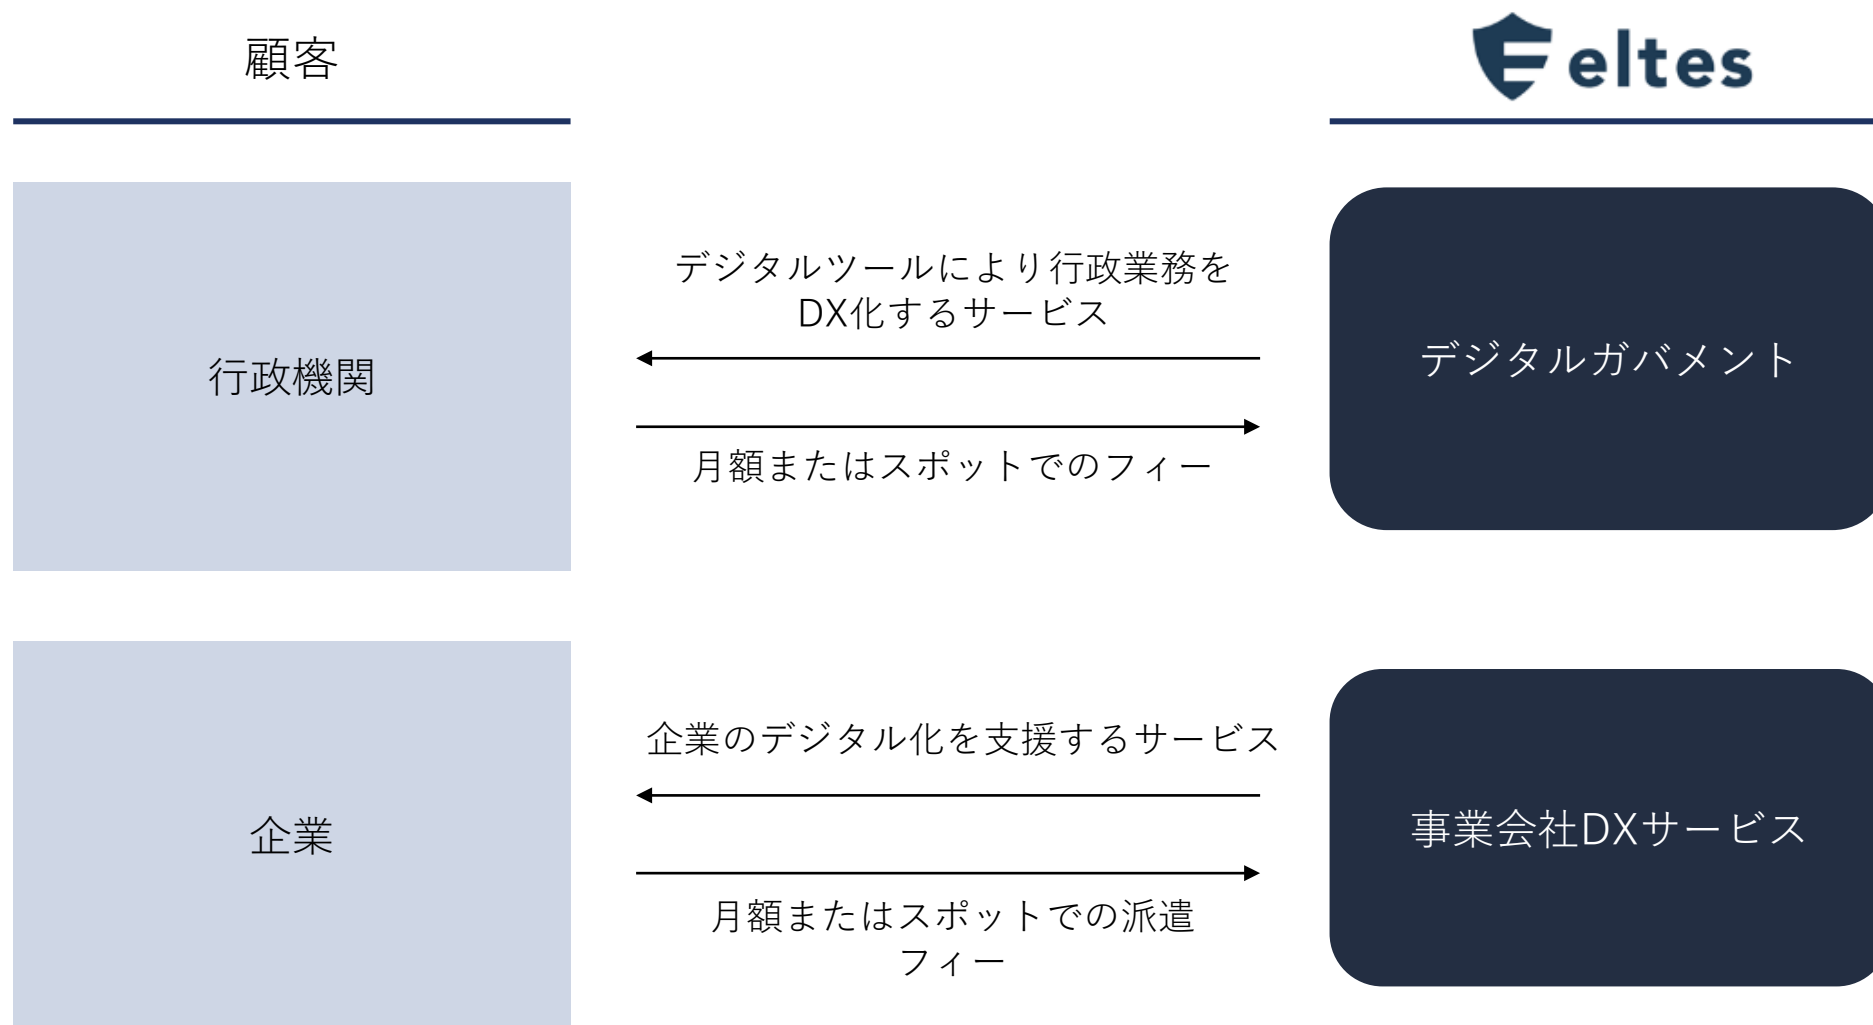 顧客
eltes
行政機関
デジタルツールにより行政業務を
DX化するサービス
月額またはスポットでのフィー
デジタルガバメント
企業
企業のデジタル化を支援するサービス
月額またはスポットでの派遣
フィー
事業会社DXサービス